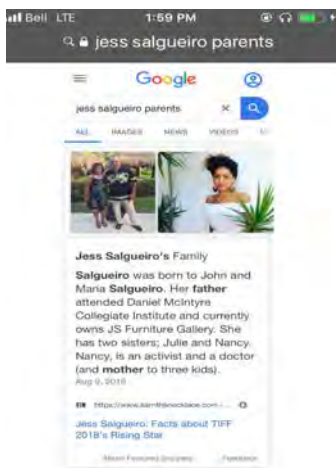 Bell LTE 1:59 PM
jess salgueiro parents
Google
jess salgueiro parents
ALL IMAGES NEWS VIDEOS
Jess Salgueiro's Family
Salgueiro was born to John and
Maria Salgueiro. Her father
attended Daniel McIntyre
Collegiate Institute and currently
owns JS Furniture Gallery. She
has two sisters; Julie and Nancy.
Nancy, is an activist and a doctor
(and mother to three kids).
Aug 9, 2018
Jess Salgueiro: Facts about TIFF
2018's Rising Star
About Featured Snippets Feedback